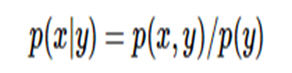 p(x|y) = p(x, y)/p(y)